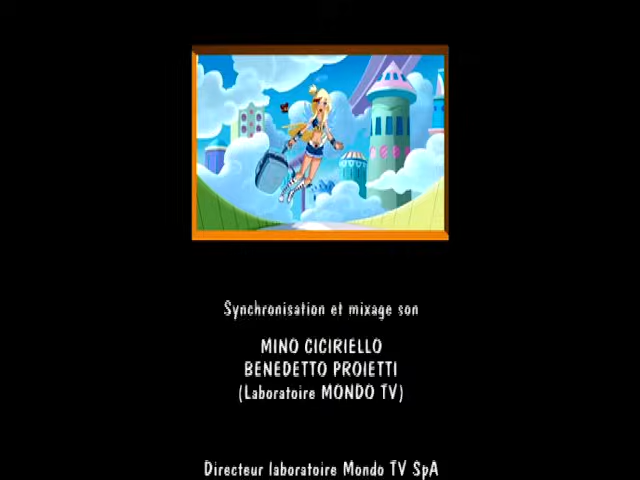 Synchronisation et mixage son
MINO CICIRIELLO
BENEDETTO PROIETTI
(Laboratoire MONDO TV)
Directeur laboratoire Mondo TV SpA